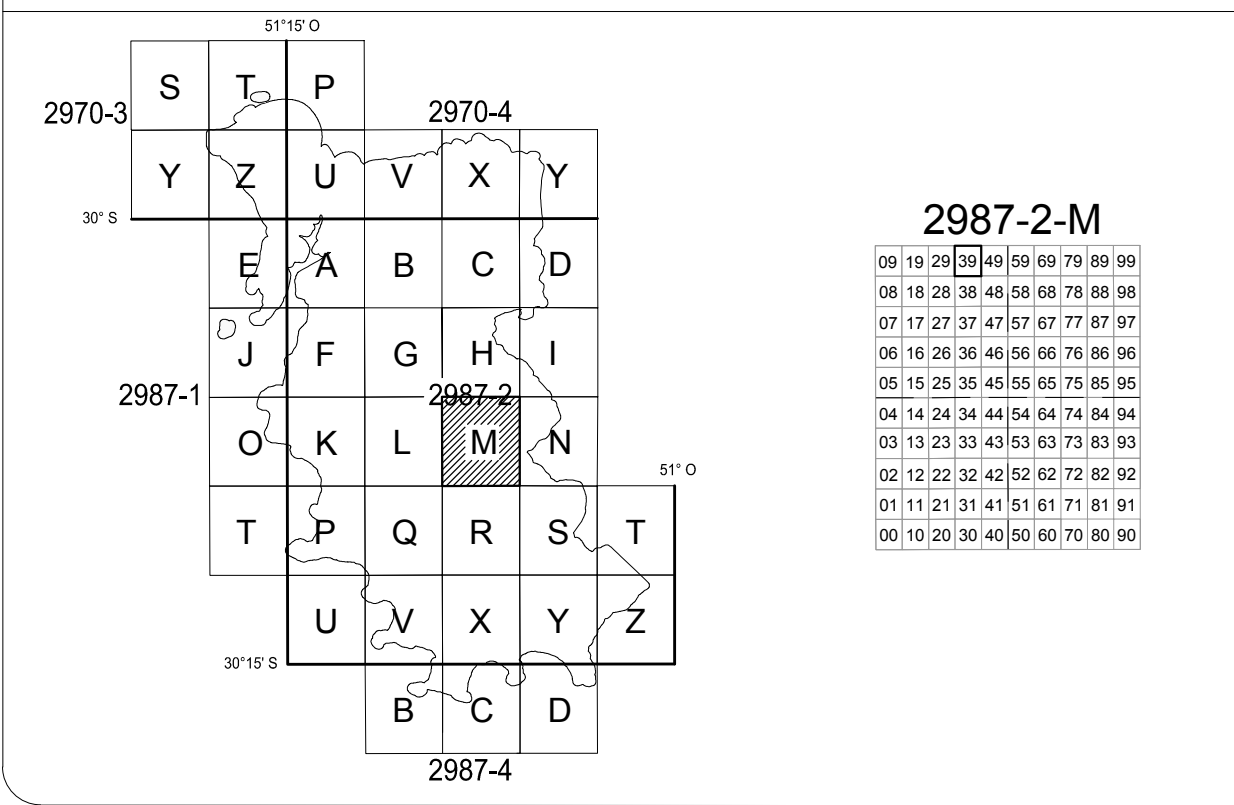 51°15' O
S T P
2970-3
2970-4
Y Z U V X Y
30° S
E A B C D
J F G H I
2987-1
2987-2
O K L M N
51° O
T P Q R S T
U V X Y Z
30°15' S
B C D
2987-4
2987-2-M
09 19 29 39 49 59 69 79 89 99
08 18 28 38 48 58 68 78 88 98
07 17 27 37 47 57 67 77 87 97
06 16 26 36 46 56 66 76 86 96
05 15 25 35 45 55 65 75 85 95
04 14 24 34 44 54 64 74 84 94
03 13 23 33 43 53 63 73 83 93
02 12 22 32 42 52 62 72 82 92
01 11 21 31 41 51 61 71 81 91
00 10 20 30 40 50 60 70 80 90